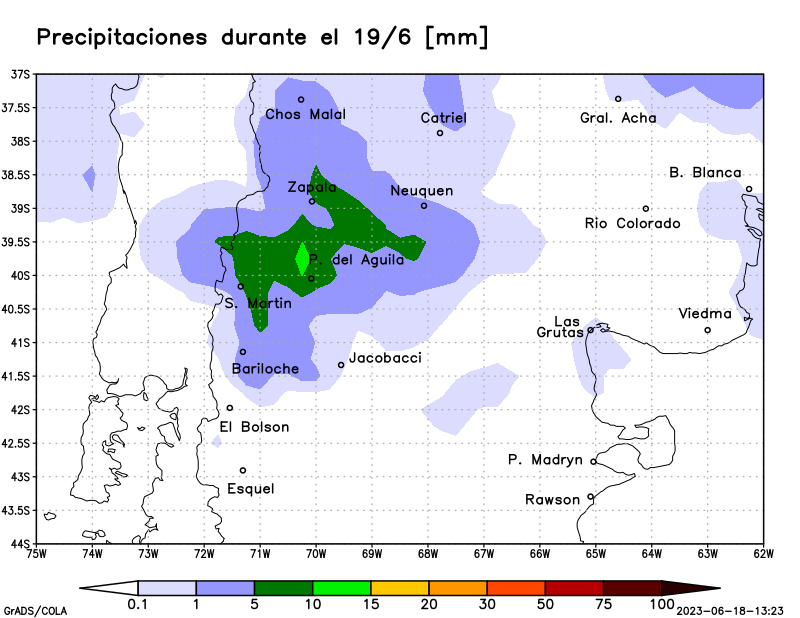 Precipitaciones durante el 19/6 [mm]
37S
37.5S
38S
38.5S
39S
39.5S
40S
40.5S
41S
41.5S
42S
42.5S
43S
43.5S
44S
Chos Malal
Catriel
Gral. Acha
B. Blanca
Zapala
Neuquen
Rio Colorado
P. del Aguila
S. Martin
Viedma
Las
Grutas
Jacobacci
Bariloche
El Bolson
P. Madryn
Esquel
Rawson
75W 74W 73W 72W 71W 70W 69W 68W 67W 66W 65W 64W 63W 62W
0.1 1 5 10 15 20 30 50 75 100
GrADS/COLA
2023-06-18-13:23